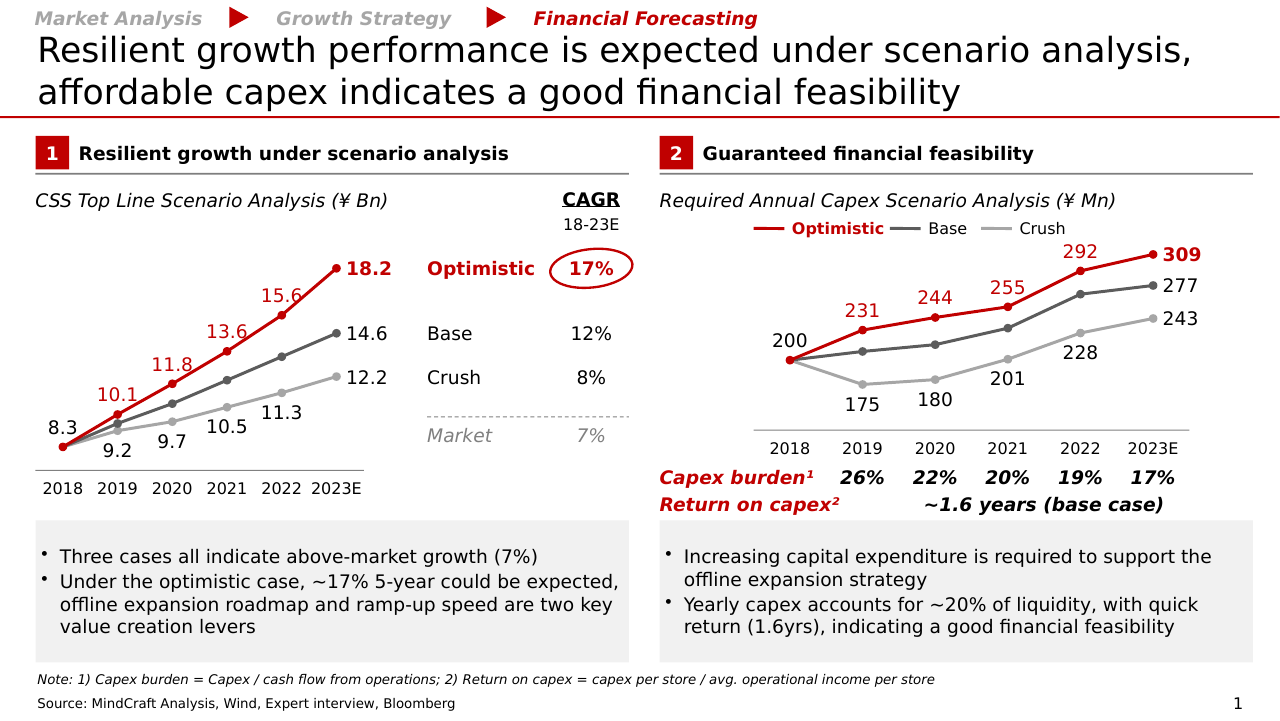 Market Analysis Growth Strategy Financial Forecasting
Resilient growth performance is expected under scenario analysis,
affordable capex indicates a good financial feasibility
1 Resilient growth under scenario analysis
CSS Top Line Scenario Analysis (¥ Bn)
CAGR
18-23E
18.2 Optimistic 17%
15.6
13.6
11.8
10.1
8.3
14.6 Base 12%
12.2 Crush 8%
9.2 9.7 10.5 11.3
Market 7%
2018 2019 2020 2021 2022 2023E
• Three cases all indicate above-market growth (7%)
• Under the optimistic case, ~17% 5-year could be expected,
offline expansion roadmap and ramp-up speed are two key
value creation levers
2 Guaranteed financial feasibility
Required Annual Capex Scenario Analysis (¥ Mn)
Optimistic Base Crush
200 231 244 255 292 309
277
243
175 180 201 228
2018 2019 2020 2021 2022 2023E
Capex burden¹ 26% 22% 20% 19% 17%
Return on capex² ~1.6 years (base case)
• Increasing capital expenditure is required to support the
offline expansion strategy
• Yearly capex accounts for ~20% of liquidity, with quick
return (1.6yrs), indicating a good financial feasibility
Note: 1) Capex burden = Capex / cash flow from operations; 2) Return on capex = capex per store / avg. operational income per store
Source: MindCraft Analysis, Wind, Expert interview, Bloomberg
1